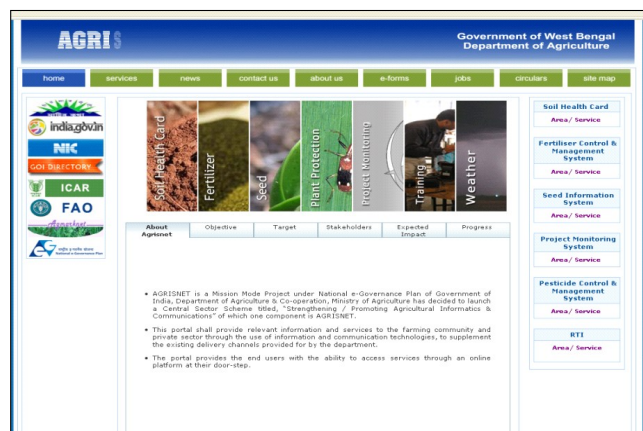 AGRIS
Government of West Bengal
Department of Agriculture
home
services
news
contact us
about us
e-forms
jobs
circulars
site map
india.gov.in
NIC
GOI DIRECTORY
ICAR
FAO
Agmarknet
National e-Governance Plan
Soil Health Card
Fertilizer
Seed
Plant Protection
Project Monitoring
Training
Weather
About
Agrisnet
Objective
Target
Stakeholders
Expected
Impact
Progress
• AGRISNET is a Mission Mode Project under National e-Governance Plan of Government of
India, Department of Agriculture & Co-operation, Ministry of Agriculture has decided to launch
a Central Sector Scheme titled, "Strengthening / Promoting Agricultural Informatics &
Communications" of which one component is AGRISNET.
• This portal shall provide relevant information and services to the farming community and
private sector through the use of information and communication technologies, to supplement
the existing delivery channels provided for by the department.
• The portal provides the end users with the ability to access services through an online
platform at their door-step.
Soil Health Card
Area/ Service
Fertiliser Control &
Management
System
Area/ Service
Seed Information
System
Area/ Service
Project Monitoring
System
Area/ Service
Pesticide Control &
Management
System
Area/ Service
RTI
Area/ Service